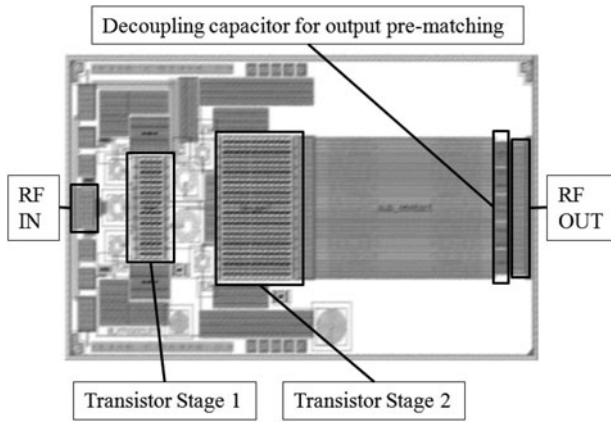 Decoupling capacitor for output pre-matching
RF
IN
RF
OUT
Transistor Stage 1
Transistor Stage 2